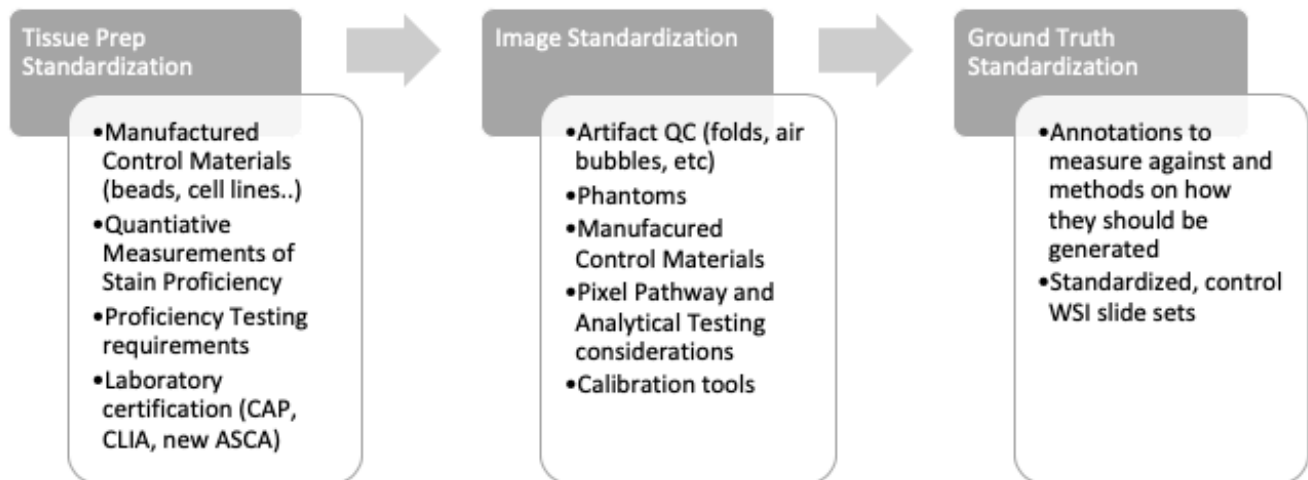 Tissue Prep
Standardization
•Manufactured
Control Materials
(beads, cell lines..)
•Quantiative
Measurements of
Stain Proficiency
•Proficiency Testing
requirements
•Laboratory
certification (CAP,
CLIA, new ASCA)
Image Standardization
•Artifact QC (folds, air
bubbles, etc)
•Phantoms
•Manufacured
Control Materials
•Pixel Pathway and
Analytical Testing
considerations
•Calibration tools
Ground Truth
Standardization
•Annotations to
measure against and
methods on how
they should be
generated
•Standardized, control
WSI slide sets